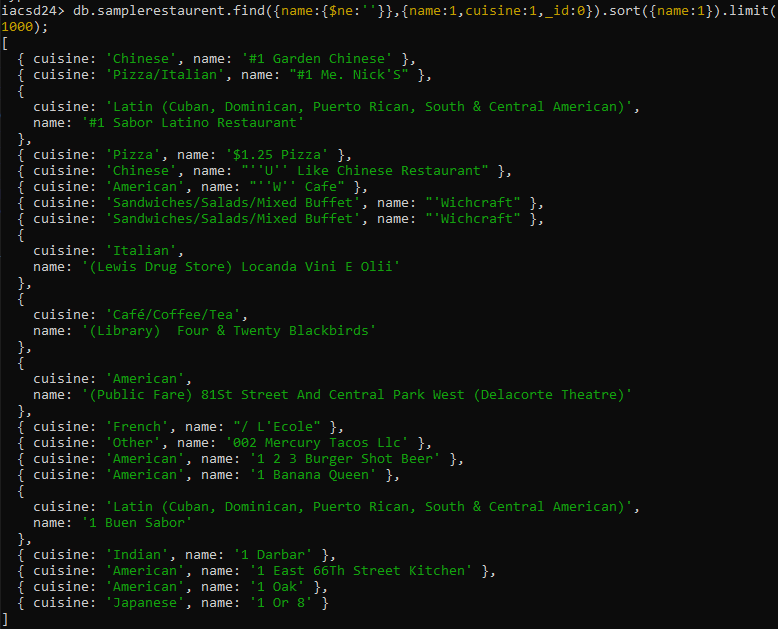 iacsd24> db.samplerestaurent.find({name:{$ne:''}},{name:1,cuisine:1,_id:0}).sort({name:1}).limit(
1000);
[
  { cuisine: 'Chinese', name: '#1 Garden Chinese' },
  { cuisine: 'Pizza/Italian', name: "#1 Me. Nick'S" },
  {
    cuisine: 'Latin (Cuban, Dominican, Puerto Rican, South & Central American)',
    name: '#1 Sabor Latino Restaurant'
  },
  { cuisine: 'Pizza', name: '$1.25 Pizza' },
  { cuisine: 'Chinese', name: "''U'' Like Chinese Restaurant" },
  { cuisine: 'American', name: "''W'' Cafe" },
  { cuisine: 'Sandwiches/Salads/Mixed Buffet', name: "'Wichcraft" },
  { cuisine: 'Sandwiches/Salads/Mixed Buffet', name: "'Wichcraft" },
  {
    cuisine: 'Italian',
    name: '(Lewis Drug Store) Locanda Vini E Olii'
  },
  {
    cuisine: 'Café/Coffee/Tea',
    name: '(Library)  Four & Twenty Blackbirds'
  },
  {
    cuisine: 'American',
    name: '(Public Fare) 81St Street And Central Park West (Delacorte Theatre)'
  },
  { cuisine: 'French', name: "/ L'Ecole" },
  { cuisine: 'Other', name: '002 Mercury Tacos Llc' },
  { cuisine: 'American', name: '1 2 3 Burger Shot Beer' },
  { cuisine: 'American', name: '1 Banana Queen' },
  {
    cuisine: 'Latin (Cuban, Dominican, Puerto Rican, South & Central American)',
    name: '1 Buen Sabor'
  },
  { cuisine: 'Indian', name: '1 Darbar' },
  { cuisine: 'American', name: '1 East 66Th Street Kitchen' },
  { cuisine: 'American', name: '1 Oak' },
  { cuisine: 'Japanese', name: '1 Or 8' }
]